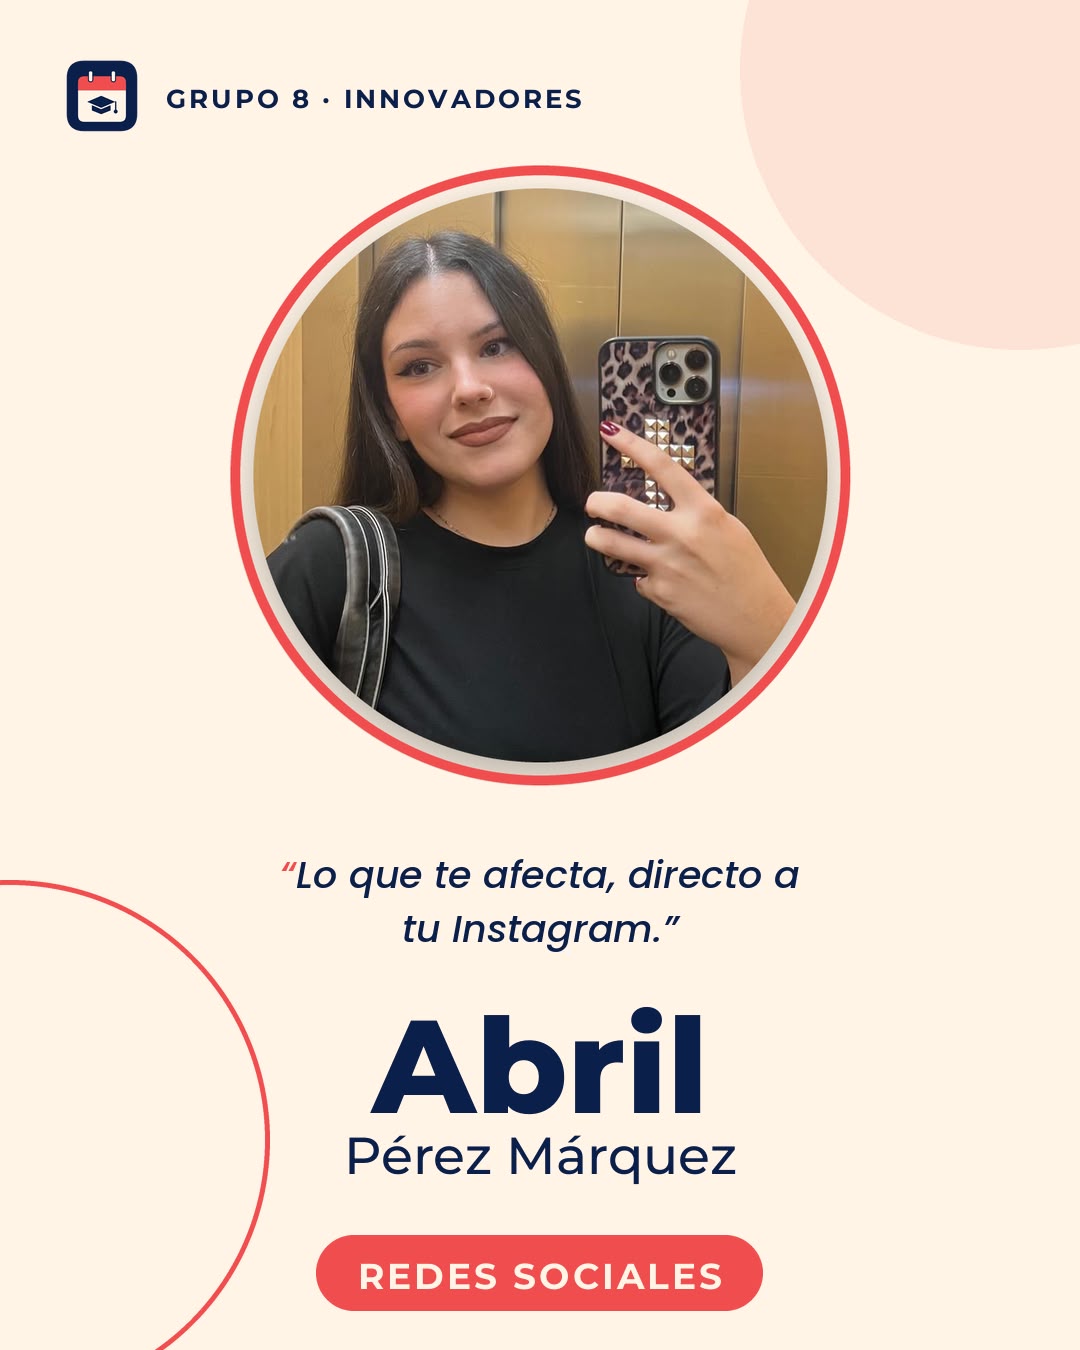 GRUPO 8 · INNOVADORES
“Lo que te afecta, directo a
tu Instagram.”
Abril
Pérez Márquez
REDES SOCIALES